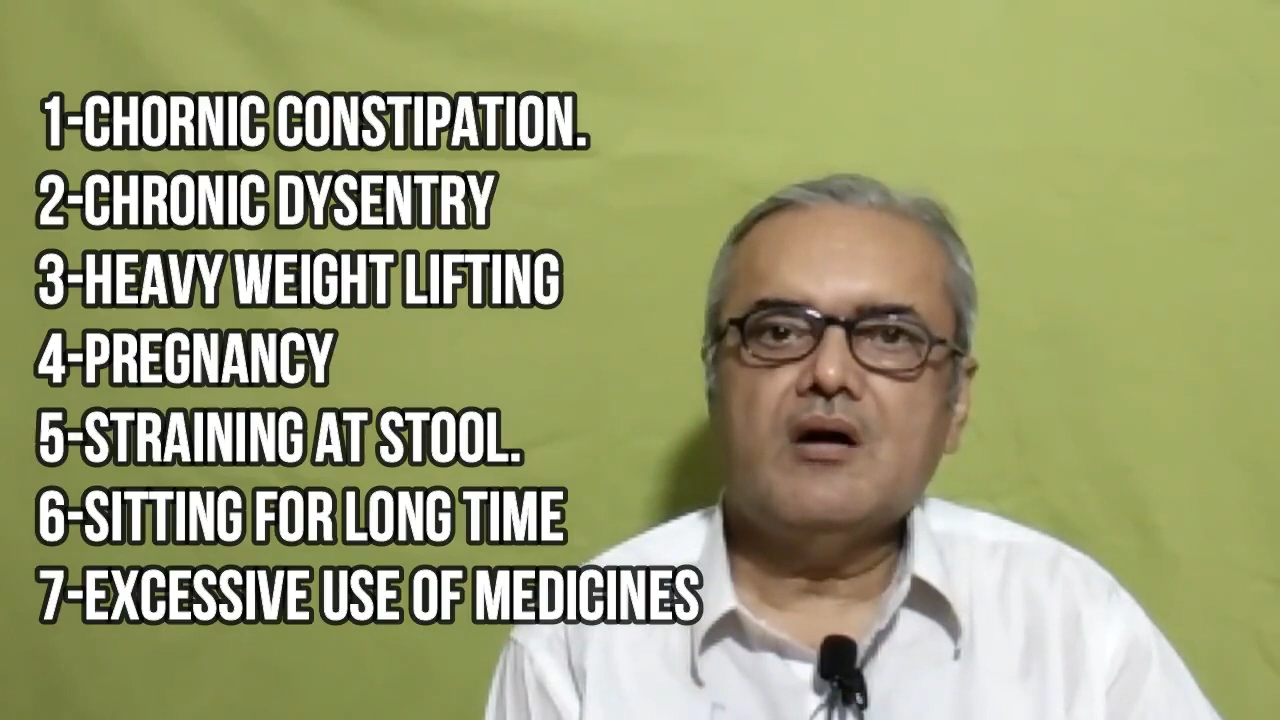 1-CHORNIC CONSTIPATION.
2-CHRONIC DYSENTRY
3-HEAVY WEIGHT LIFTING
4-PREGNANCY
5-STRAINING AT STOOL.
6-SITTING FOR LONG TIME
7-EXCESSIVE USE OF MEDICINES